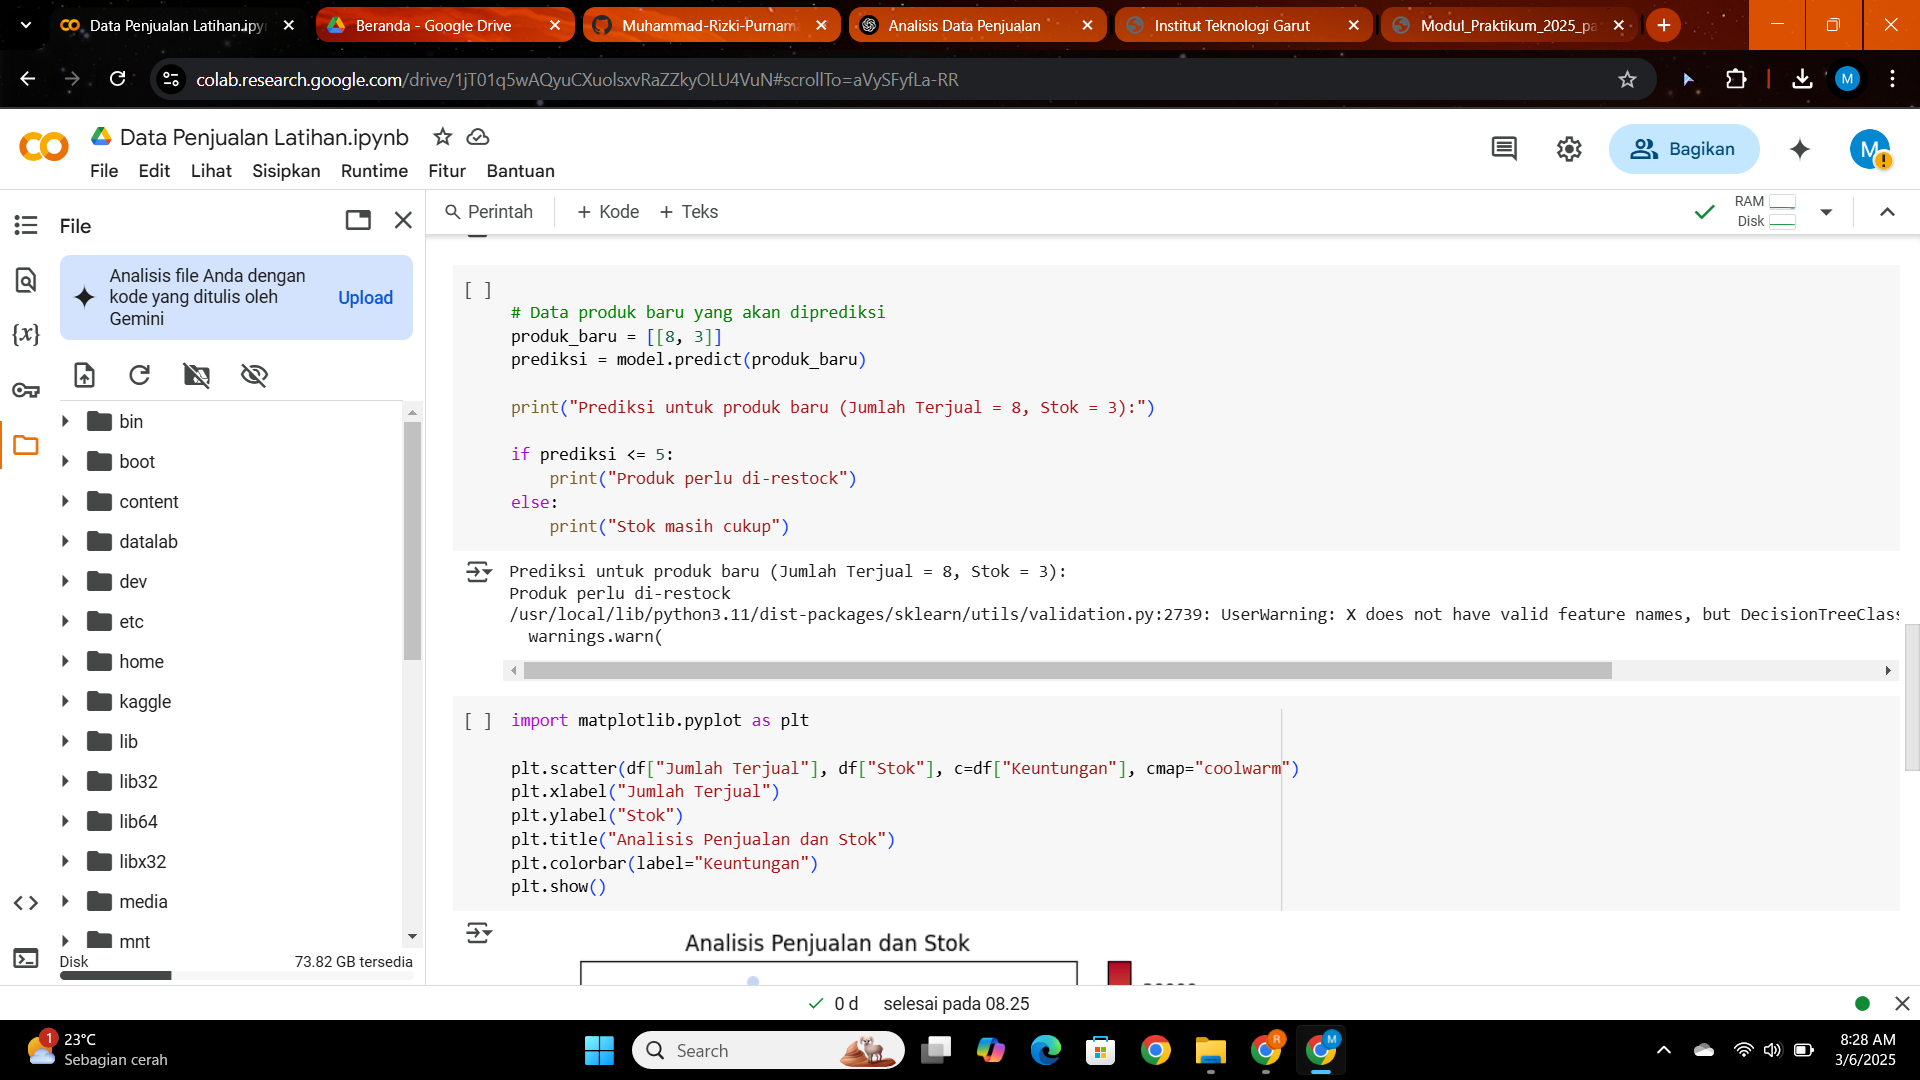 Data Penjualan Latihan.ipy
Beranda - Google Drive
Muhammad-Rizki-Purnam
Analisis Data Penjualan
Institut Teknologi Garut
Modul_Praktikum_2025_pa
colab.research.google.com/drive/1jT01q5wAQyuCXuolsxvRaZZkyOLU4VuN#scrollTo=aVySFyfLa-RR
M
CO
Data Penjualan Latihan.ipynb
File Edit Lihat Sisipkan Runtime Fitur Bantuan
Bagikan
M
!
File
Perintah
+ Kode
+ Teks
RAM
Disk
Analisis file Anda dengan
kode yang ditulis oleh
Gemini
Upload
{x}
bin
boot
content
datalab
dev
etc
home
kaggle
lib
lib32
lib64
libx32
media
mnt
Disk
73.82 GB tersedia
[ ]
# Data produk baru yang akan diprediksi
produk_baru = [[8, 3]]
prediksi = model.predict(produk_baru)
print("Prediksi untuk produk baru (Jumlah Terjual = 8, Stok = 3):")
if prediksi <= 5:
    print("Produk perlu di-restock")
else:
    print("Stok masih cukup")
Prediksi untuk produk baru (Jumlah Terjual = 8, Stok = 3):
Produk perlu di-restock
/usr/local/lib/python3.11/dist-packages/sklearn/utils/validation.py:2739: UserWarning: X does not have valid feature names, but DecisionTreeClas
  warnings.warn(
[ ]
import matplotlib.pyplot as plt
plt.scatter(df["Jumlah Terjual"], df["Stok"], c=df["Keuntungan"], cmap="coolwarm")
plt.xlabel("Jumlah Terjual")
plt.ylabel("Stok")
plt.title("Analisis Penjualan dan Stok")
plt.colorbar(label="Keuntungan")
plt.show()
Analisis Penjualan dan Stok
0 d selesai pada 08.25
1
23°C
Sebagian cerah
Search
R
M
8:28 AM
3/6/2025